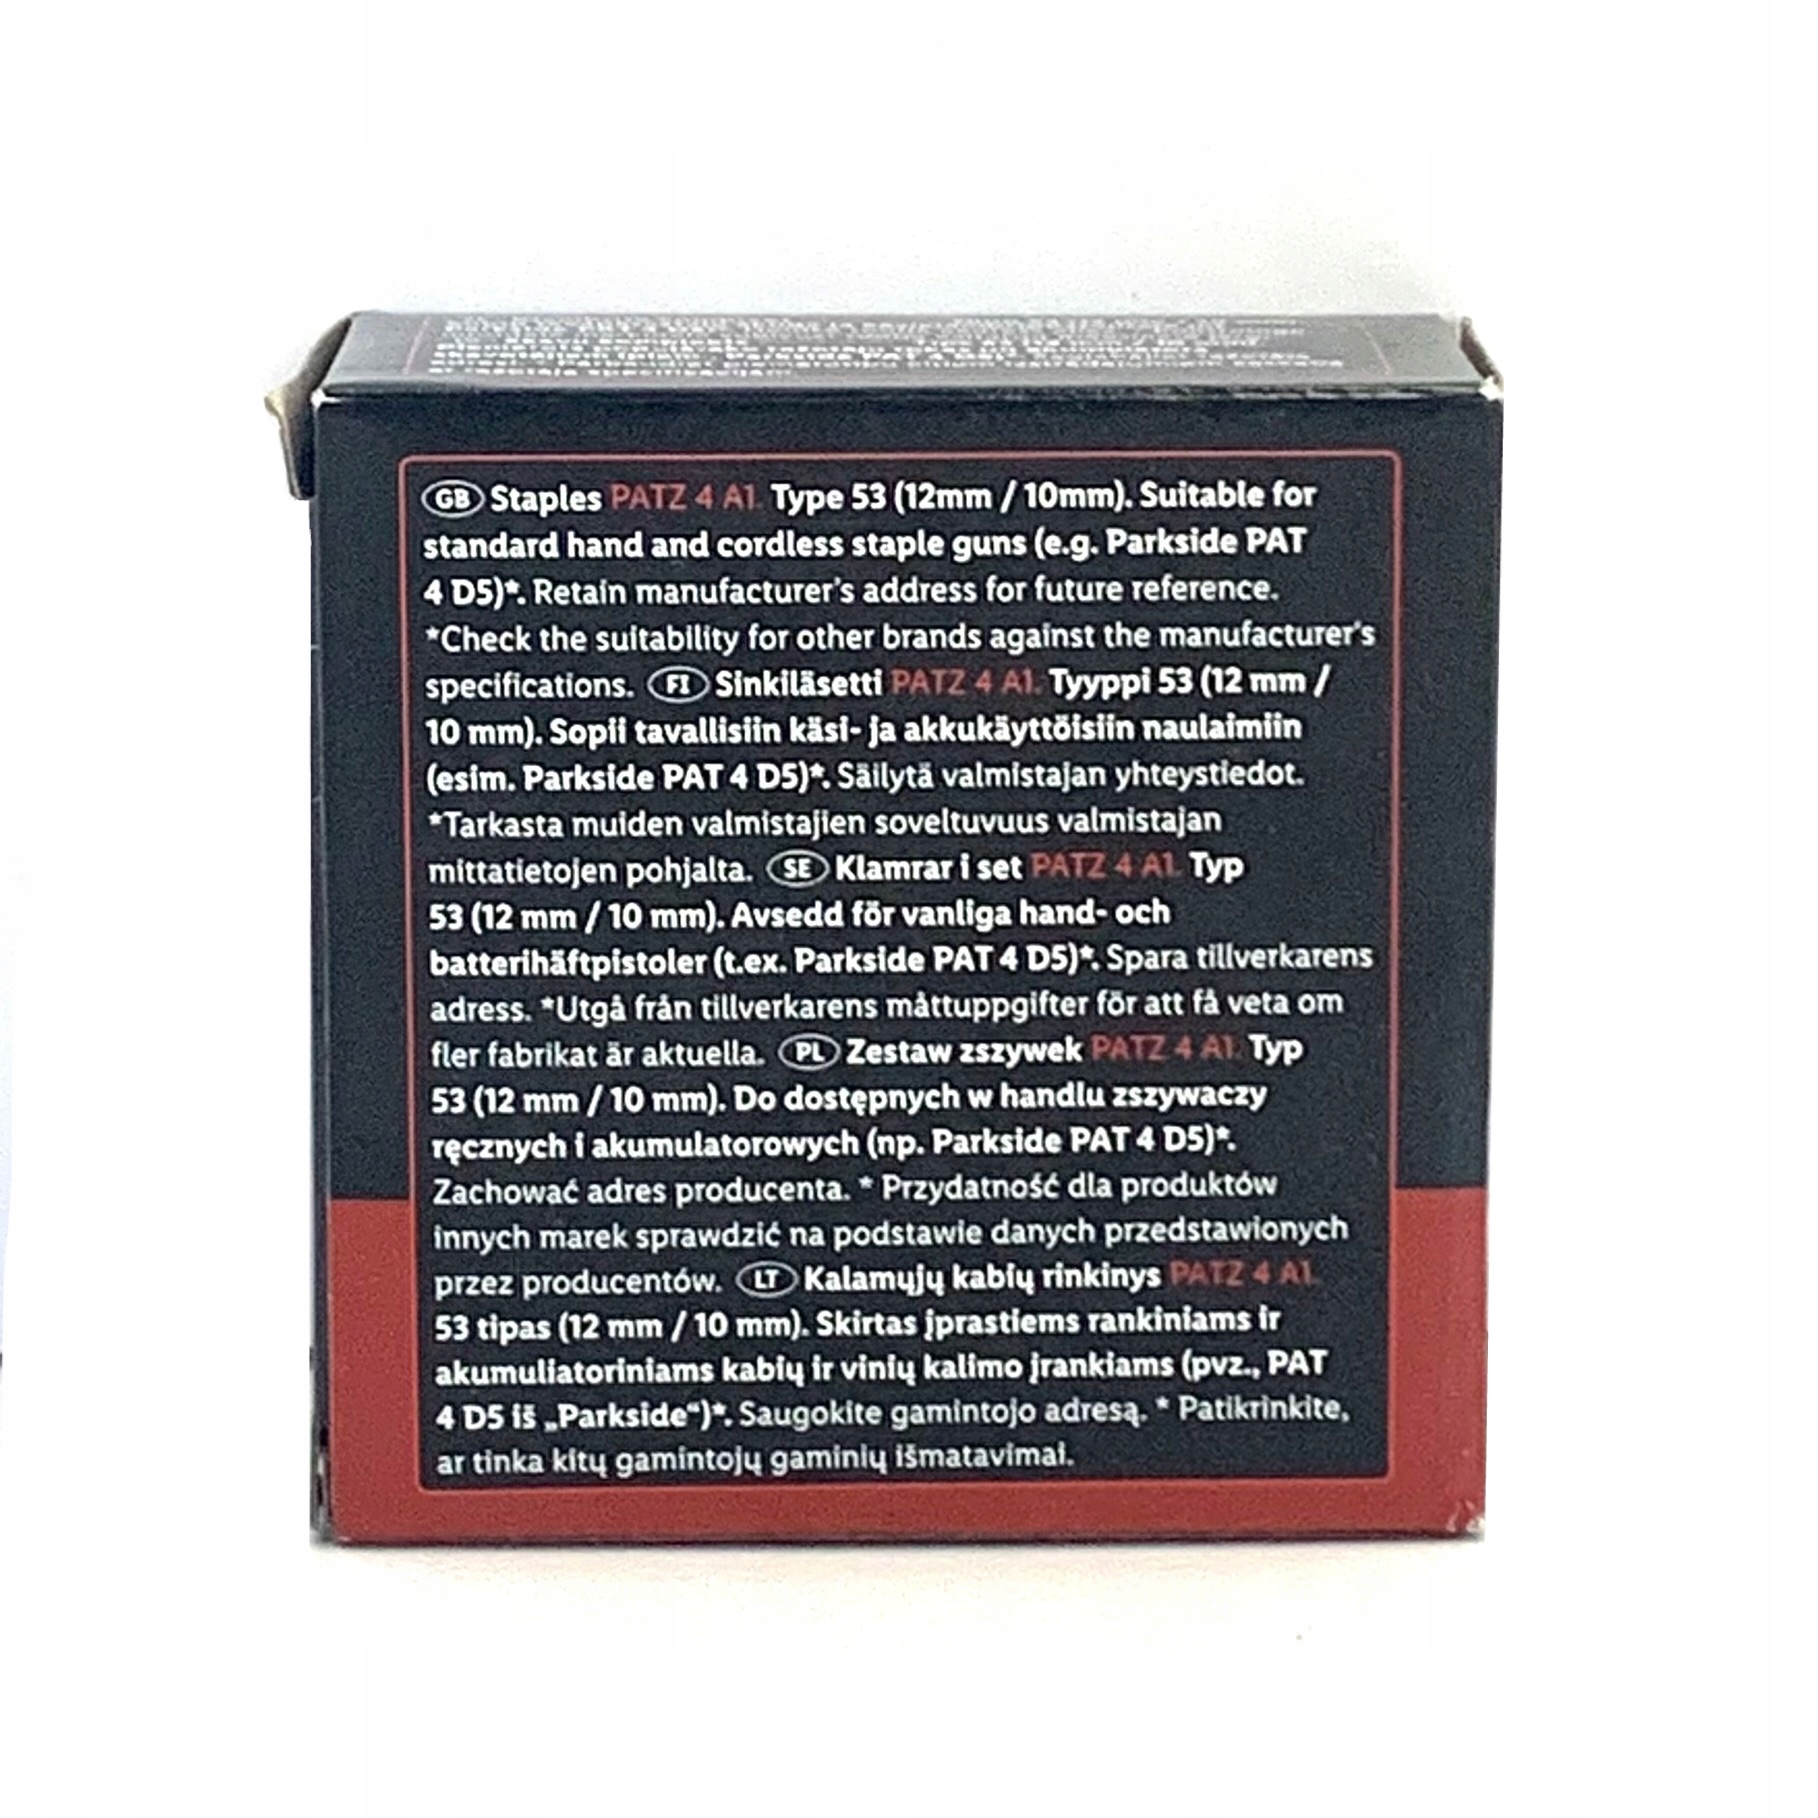 GB Staples PATZ 4 A1. Type 53 (12mm / 10mm). Suitable for
standard hand and cordless staple guns (e.g. Parkside PAT
4 D5)*. Retain manufacturer's address for future reference.
*Check the suitability for other brands against the manufacturer's
specifications. FI Sinkiläsetti PATZ 4 A1. Tyyppi 53 (12 mm /
10 mm). Sopii tavallisiin käsi- ja akkukäyttöisiin naulaimiin
(esim. Parkside PAT 4 D5)*. Säilytä valmistajan yhteystiedot.
*Tarkasta muiden valmistajien soveltuvuus valmistajan
mittatietojen pohjalta. SE Klamrar i set PATZ 4 A1. Typ
53 (12 mm / 10 mm). Avsedd för vanliga hand- och
batterihäftpistoler (t.ex. Parkside PAT 4 D5)*. Spara tillverkarens
adress. *Utgå från tillverkarens måttuppgifter för att få veta om
fler fabrikat är aktuella. PL Zestaw zszywek PATZ 4 A1. Typ
53 (12 mm / 10 mm). Do dostępnych w handlu zszywaczy
ręcznych i akumulatorowych (np. Parkside PAT 4 D5)*.
Zachować adres producenta. * Przydatność dla produktów
innych marek sprawdzić na podstawie danych przedstawionych
przez producentów. LT Kalamųjų kabių rinkinys PATZ 4 A1.
53 tipas (12 mm / 10 mm). Skirtas įprastiems rankiniams ir
akumuliatoriniams kabių ir vinių kalimo įrankiams (pvz., PAT
4 D5 iš „Parkside“)*. Saugokite gamintojo adresą. * Patikrinkite,
ar tinka kitų gamintojų gaminių išmatavimai.